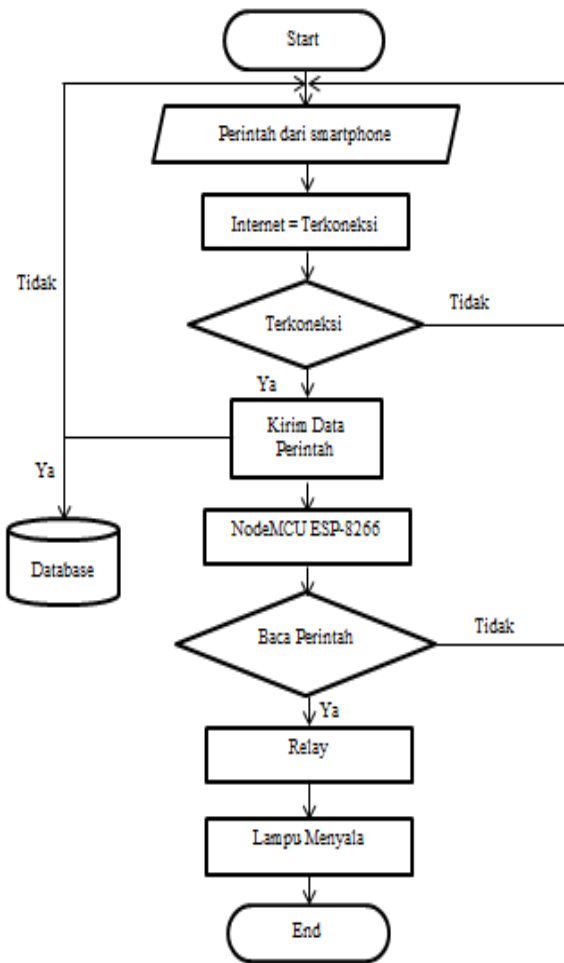 Start
Perintah dari smartphone
Internet = Terkoneksi
Tidak
Terkoneksi
Tidak
Ya
Kirim Data
Perintah
Ya
NodeMCU ESP-8266
Database
Baca Perintah
Tidak
Ya
Relay
Lampu Menyala
End